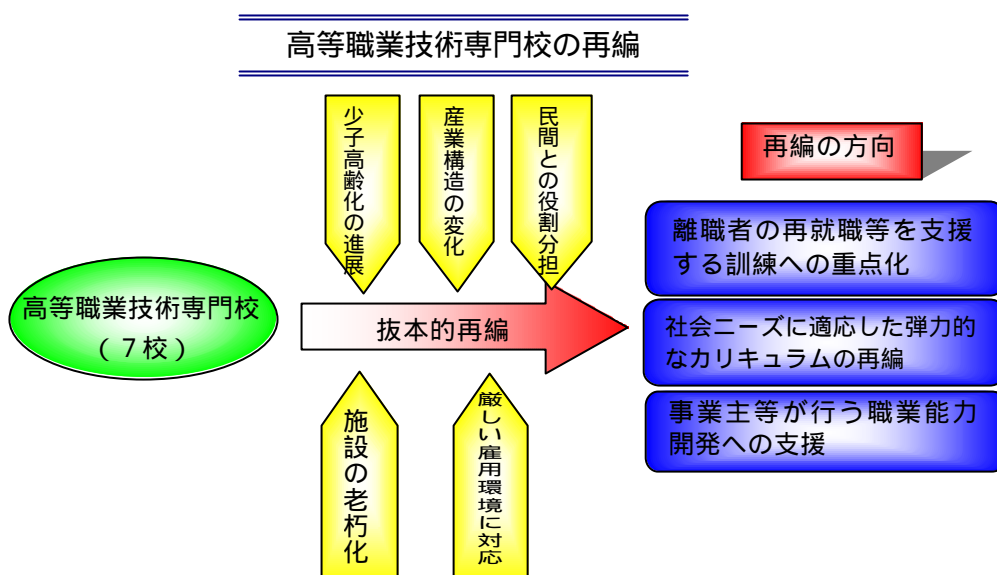 高等職業技術専門校の再編
少子高齢化の進展
産業構造の変化
民間との役割分担
再編の方向
高等職業技術専門校
（７校）
抜本的再編
離職者の再就職等を支援
する訓練への重点化
社会ニーズに適応した弾力的
なカリキュラムの再編
事業主等が行う職業能力
開発への支援
施設の老朽化
厳しい雇用環境に対応